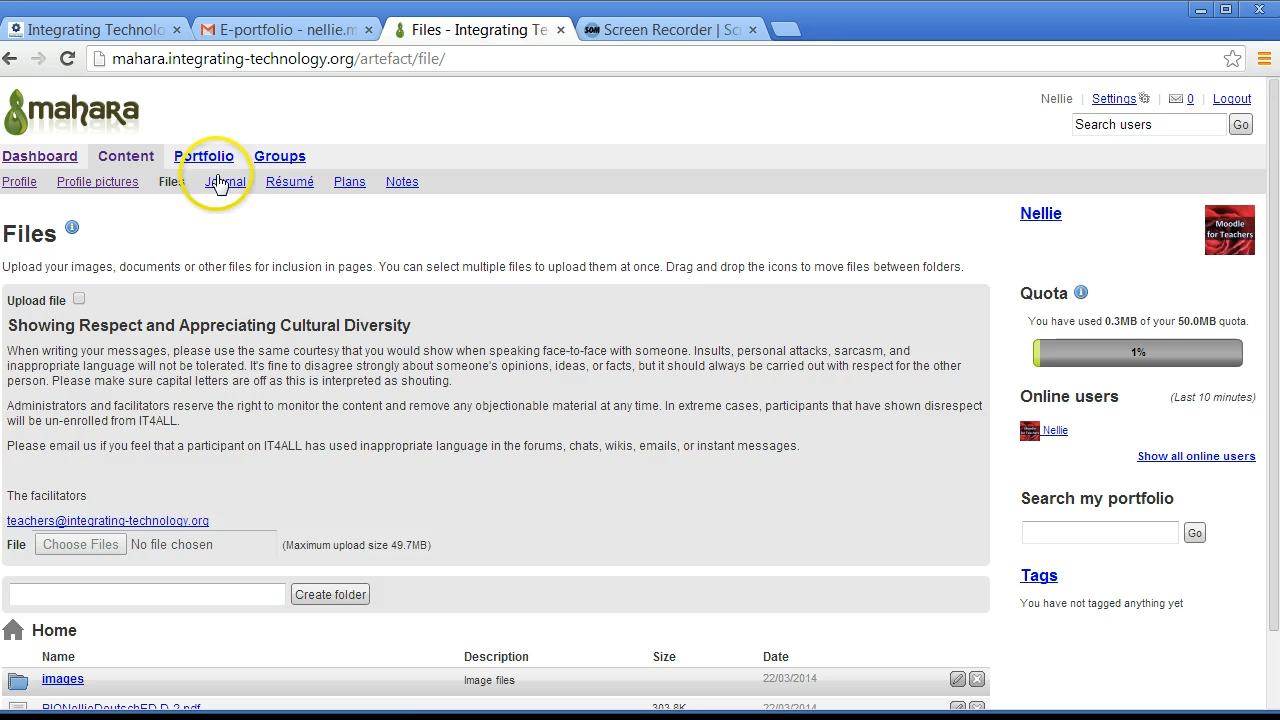 Integrating Technolo
E-portfolio - nellie.m
Files - Integrating Te
Screen Recorder | Sc
mahara.integrating-technology.org/artefact/file/
mahara
Nellie | Settings | 0 | Logout
Search users Go
Dashboard Content Portfolio Groups
Profile Profile pictures Files Journal Résumé Plans Notes
Files
Upload your images, documents or other files for inclusion in pages. You can select multiple files to upload them at once. Drag and drop the icons to move files between folders.
Upload file
Showing Respect and Appreciating Cultural Diversity
When writing your messages, please use the same courtesy that you would show when speaking face-to-face with someone. Insults, personal attacks, sarcasm, and
inappropriate language will not be tolerated. It's fine to disagree strongly about someone's opinions, ideas, or facts, but it should always be carried out with respect for the other
person. Please make sure capital letters are off as this is interpreted as shouting.
Administrators and facilitators reserve the right to monitor the content and remove any objectionable material at any time. In extreme cases, participants that have shown disrespect
will be un-enrolled from IT4ALL.
Please email us if you feel that a participant on IT4ALL has used inappropriate language in the forums, chats, wikis, emails, or instant messages.
The facilitators
teachers@integrating-technology.org
File Choose Files No file chosen (Maximum upload size 49.7MB)
Create folder
Home
Name Description Size Date
images Image files 22/03/2014
BIONellieDeutschED.D-2.pdf 303.8K 22/03/2014
Nellie
Moodle
for Teachers
Quota
You have used 0.3MB of your 50.0MB quota.
1%
Online users (Last 10 minutes)
Nellie
Show all online users
Search my portfolio
Go
Tags
You have not tagged anything yet